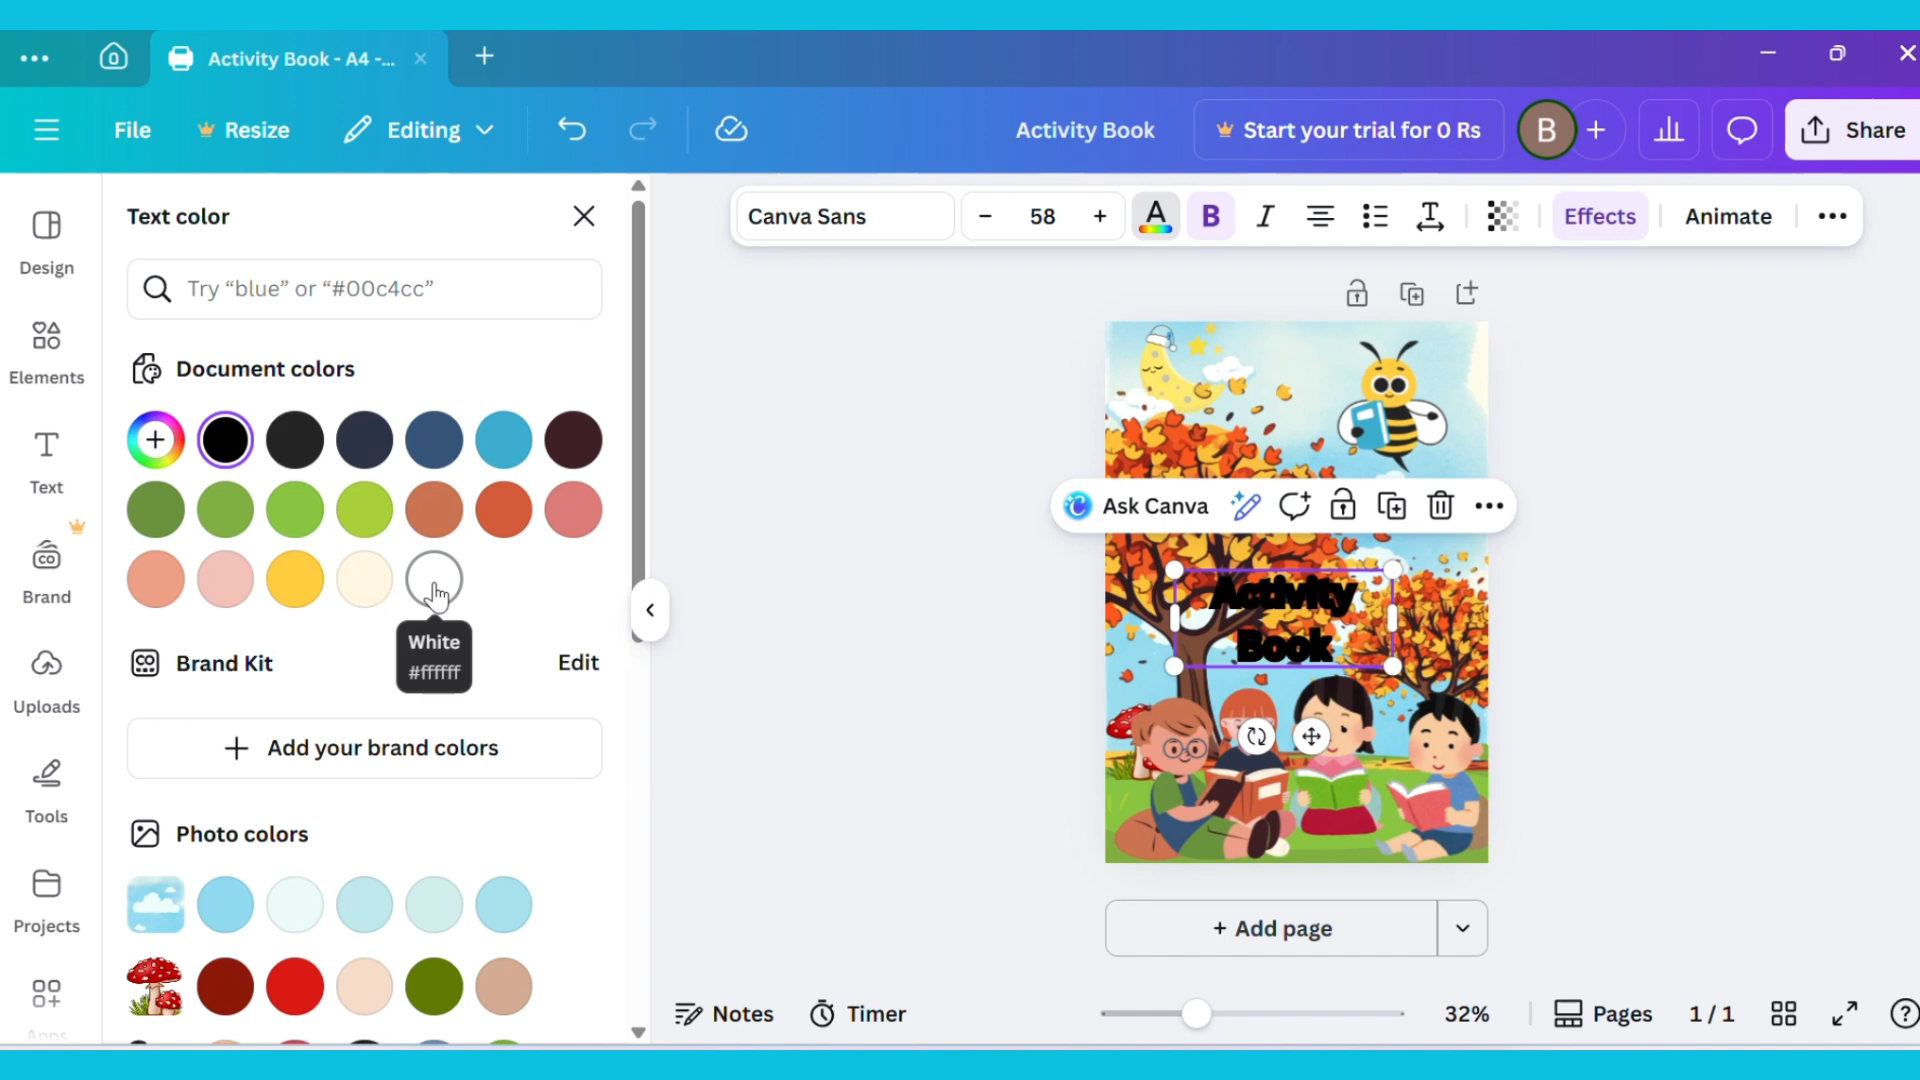 Activity Book - A4 -...
File
Resize
Editing
Activity Book
Start your trial for 0 Rs
B
Share
Design
Elements
Text
Brand
Uploads
Tools
Projects
Apps
Text color
Try “blue” or “#00c4cc”
Document colors
White
#ffffff
Brand Kit
Edit
+ Add your brand colors
Photo colors
Canva Sans
- 58 +
A
B
I
Effects
Animate
Ask Canva
Activity
Book
+ Add page
Notes
Timer
32%
Pages
1 / 1
?